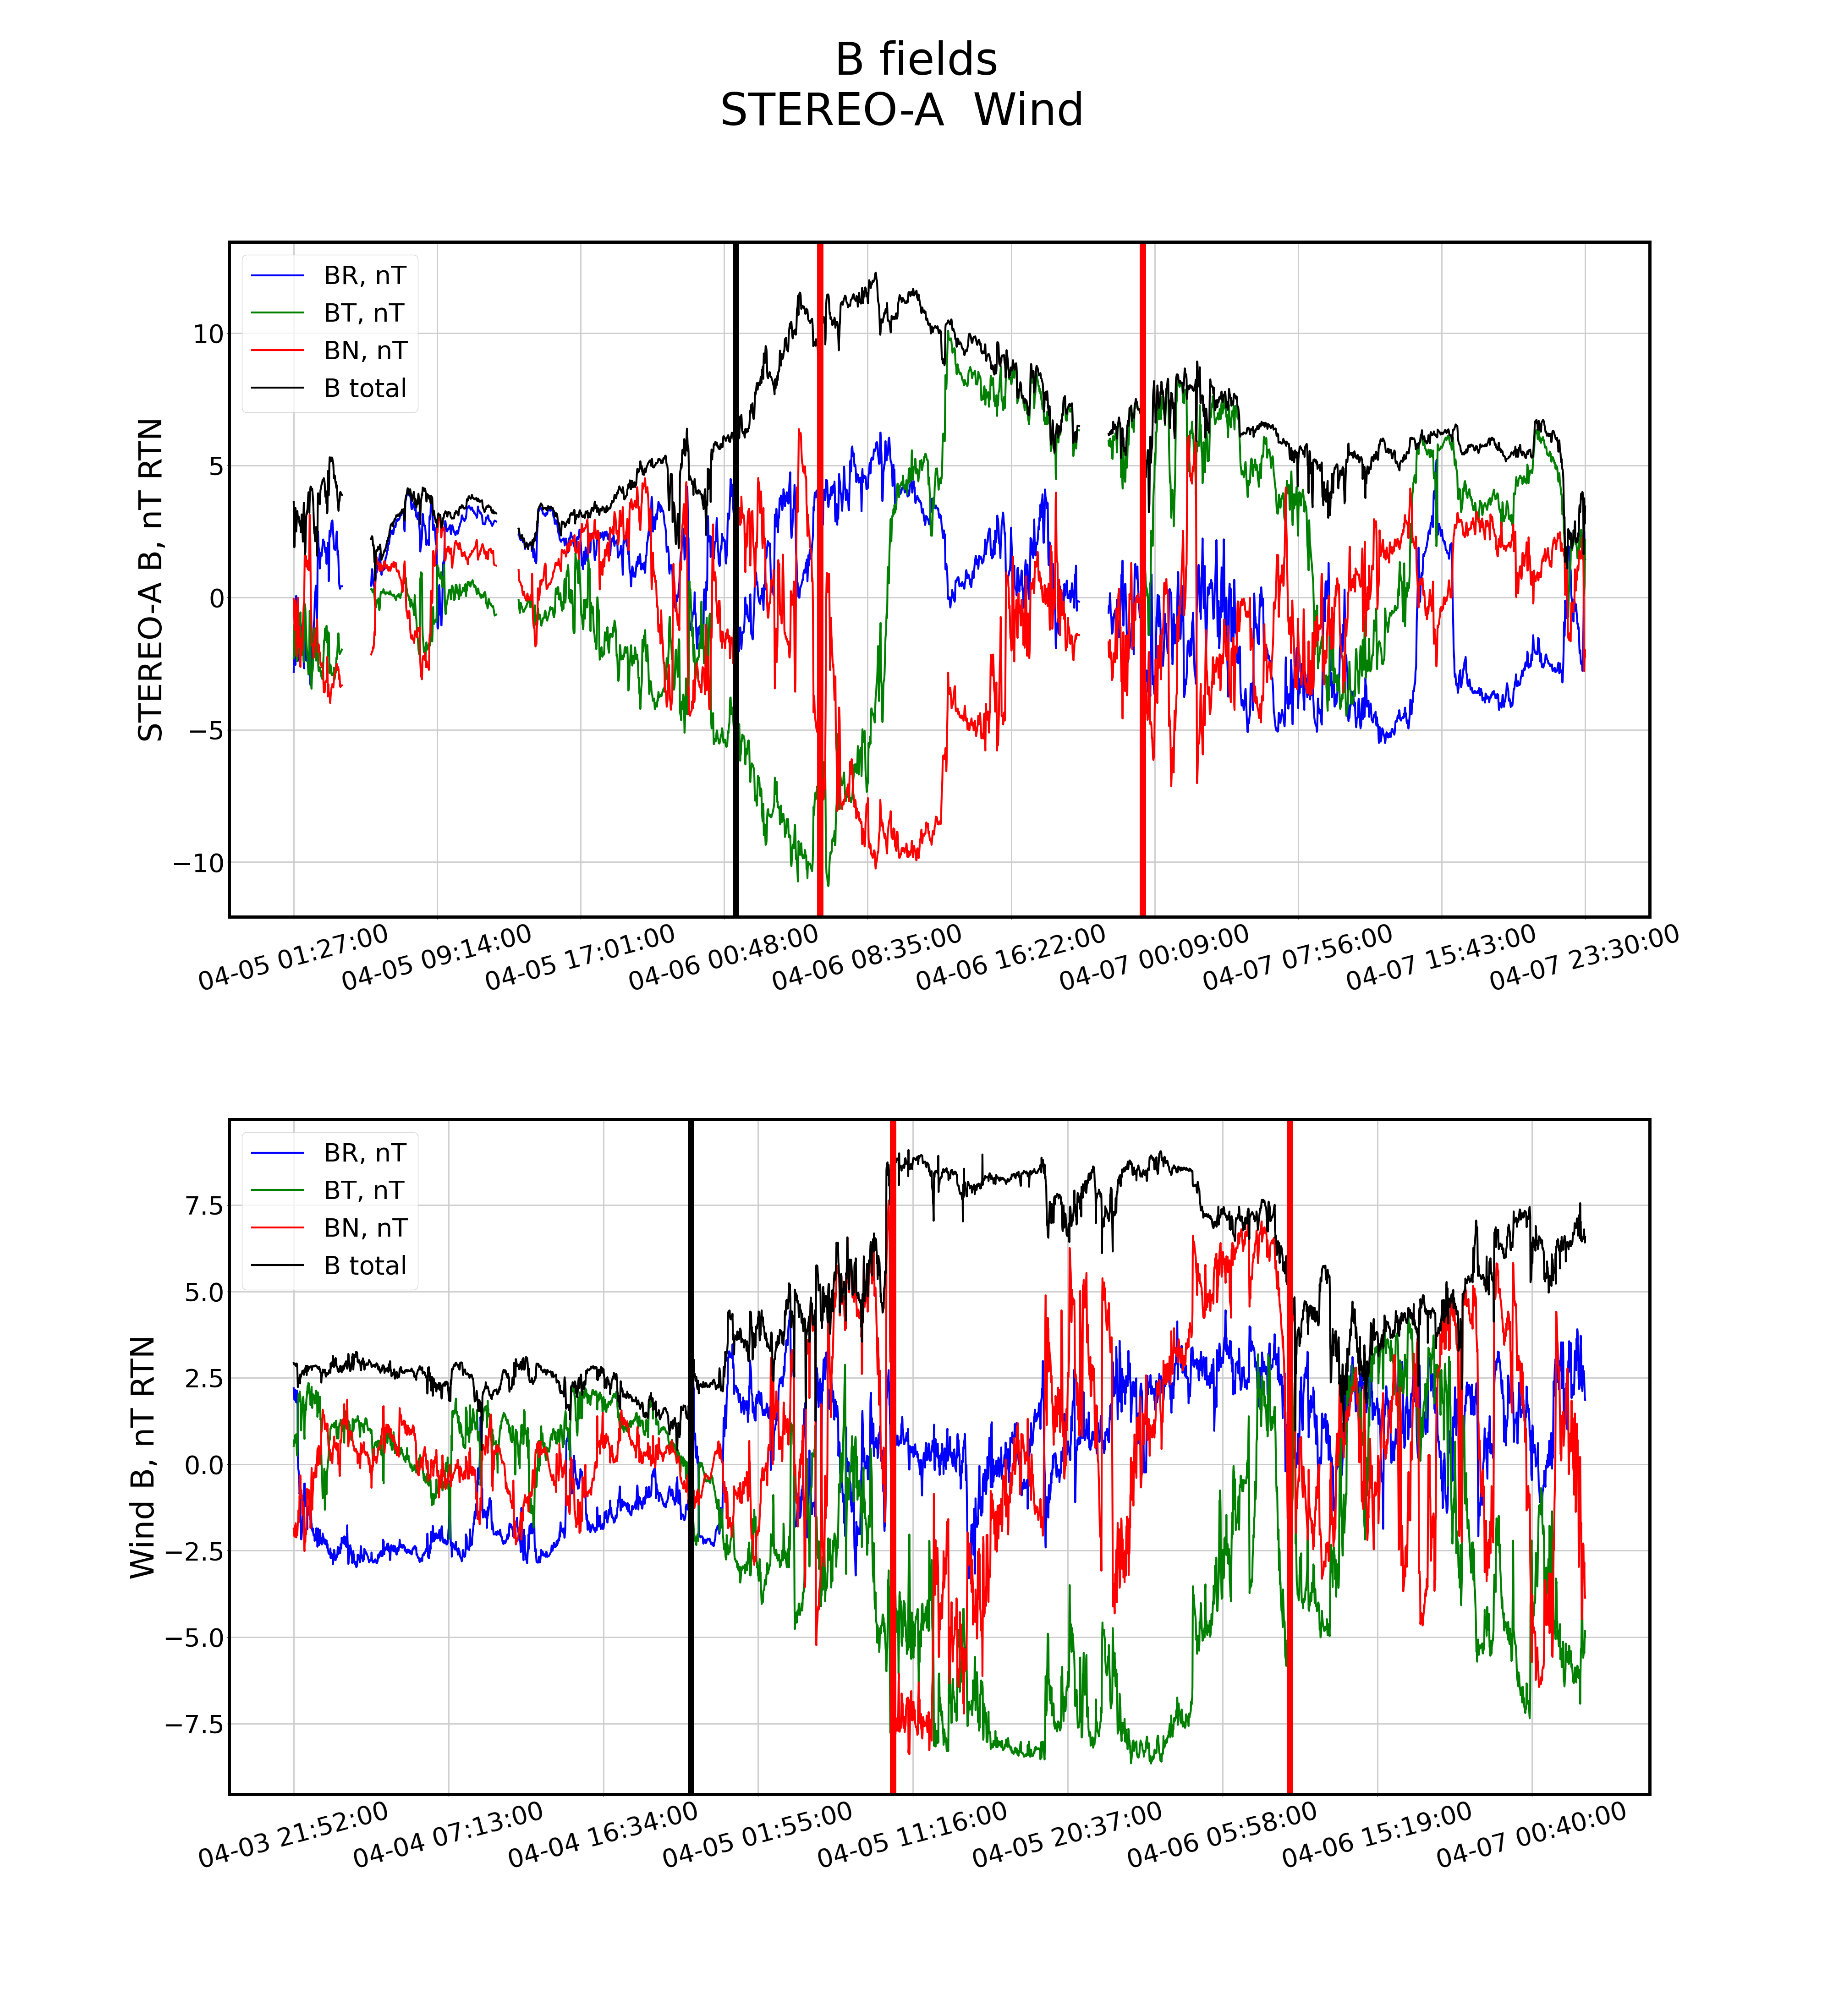 B fields
STEREO-A  Wind
BR, nT
BT, nT
BN, nT
B total
STEREO-A B, nT RTN
10
5
0
−5
−10
04-05 01:27:00
04-05 09:14:00
04-05 17:01:00
04-06 00:48:00
04-06 08:35:00
04-06 16:22:00
04-07 00:09:00
04-07 07:56:00
04-07 15:43:00
04-07 23:30:00
BR, nT
BT, nT
BN, nT
B total
Wind B, nT RTN
7.5
5.0
2.5
0.0
−2.5
−5.0
−7.5
04-03 21:52:00
04-04 07:13:00
04-04 16:34:00
04-05 01:55:00
04-05 11:16:00
04-05 20:37:00
04-06 05:58:00
04-06 15:19:00
04-07 00:40:00